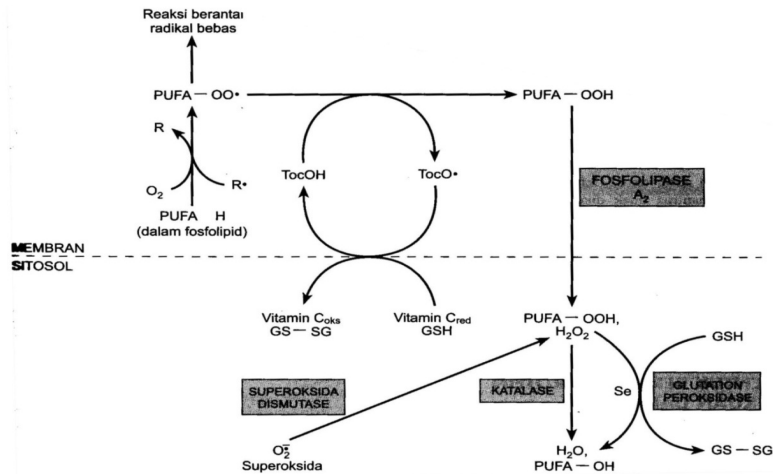 Reaksi berantai
radikal bebas
PUFA — OO•
PUFA — OOH
R
R•
O₂
TocOH
TocO•
FOSFOLIPASE
A₂
PUFA H
(dalam fosfolipid)
MEMBRAN
SITOSOL
Vitamin Cₒₖₛ
GS — SG
Vitamin C_red
GSH
PUFA — OOH,
H₂O₂
GSH
SUPEROKSIDA
DISMUTASE
KATALASE
Se
GLUTATION
PEROKSIDASE
O₂⁻•
Superoksida
H₂O,
PUFA — OH
GS — SG